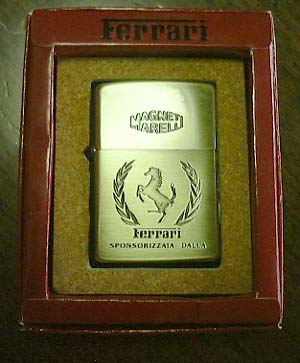 Ferrari
MAGNETI
MARELLI
Ferrari
SPONSORIZZATA DALLA